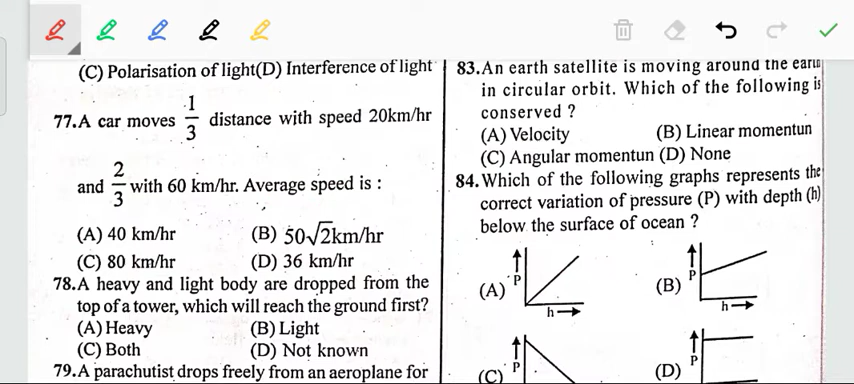 (C) Polarisation of light(D) Interference of light
77.A car moves 1/3 distance with speed 20km/hr
and 2/3 with 60 km/hr. Average speed is :
(A) 40 km/hr (B) 50√2km/hr
(C) 80 km/hr (D) 36 km/hr
78.A heavy and light body are dropped from the
top of a tower, which will reach the ground first?
(A) Heavy (B) Light
(C) Both (D) Not known
79.A parachutist drops freely from an aeroplane for
83.An earth satellite is moving around the earth
in circular orbit. Which of the following is
conserved ?
(A) Velocity (B) Linear momentun
(C) Angular momentun (D) None
84.Which of the following graphs represents the
correct variation of pressure (P) with depth (h)
below the surface of ocean ?
(A) P h (B) P h
(C) P (D) P